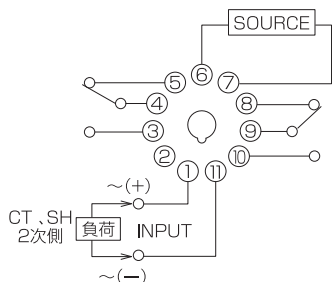 SOURCE
⑥
⑤ ⑦
④ ⑧
③ ⑨
② ⑩
① ⑪
～(+)
CT、SH
2次側
負荷
INPUT
～(－)